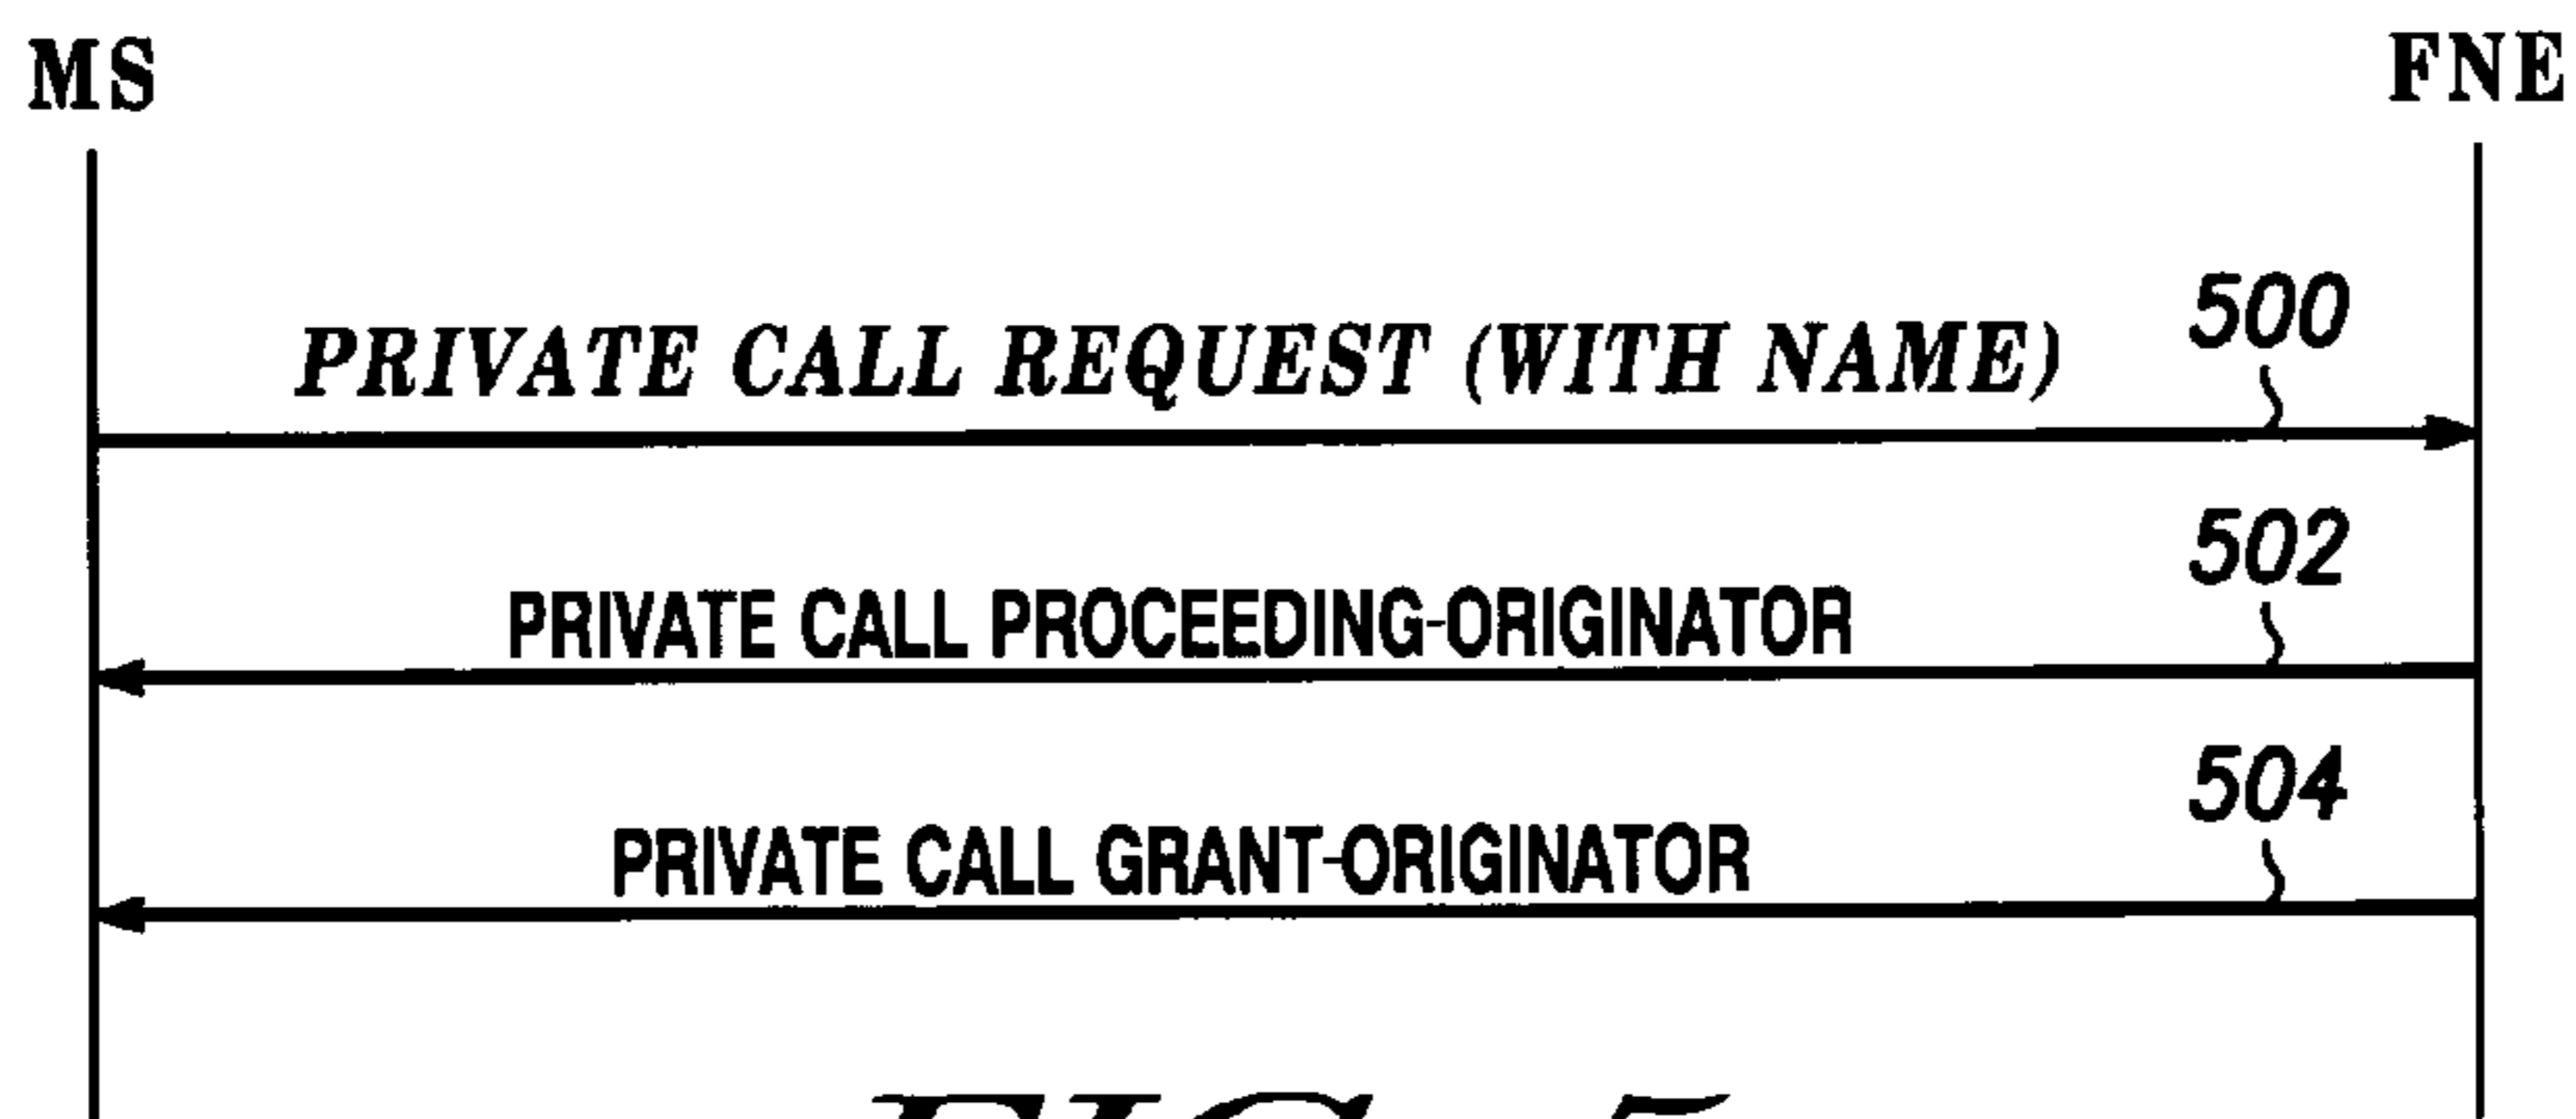 MS FNE
500
PRIVATE CALL REQUEST (WITH NAME)
502
PRIVATE CALL PROCEEDING-ORIGINATOR
504
PRIVATE CALL GRANT-ORIGINATOR